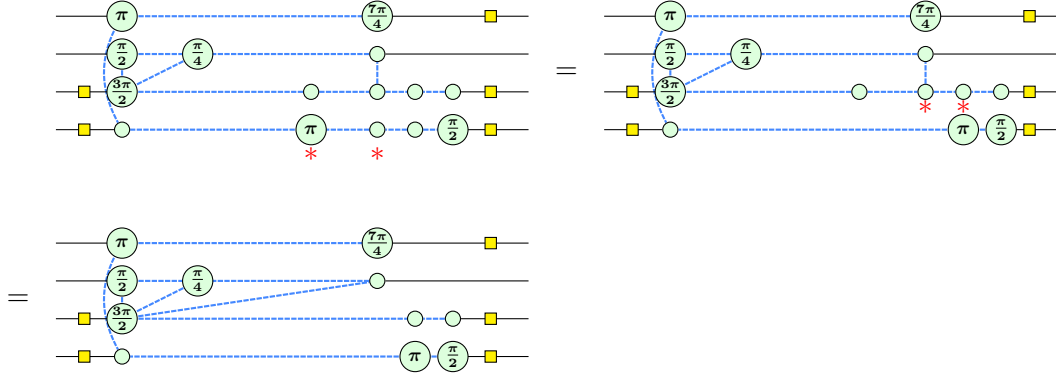 π 7π/4 π 7π/4
π/2 π/4 π/2 π/4
=
3π/2 3π/2
* *
π π/2 π π/2
* *
π 7π/4
π/2 π/4
=
3π/2
π π/2